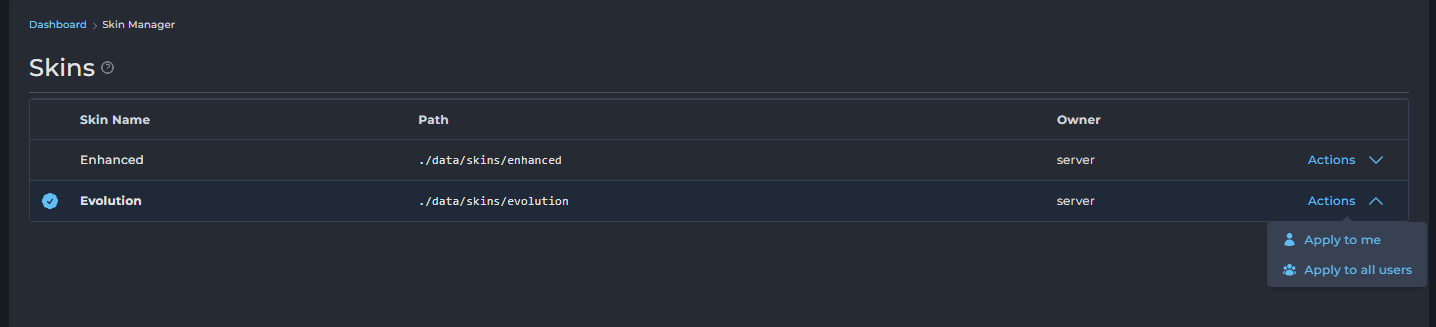 Dashboard > Skin Manager
Skins
Skin Name Path Owner
Enhanced ./data/skins/enhanced server Actions
Evolution ./data/skins/evolution server Actions
Apply to me
Apply to all users